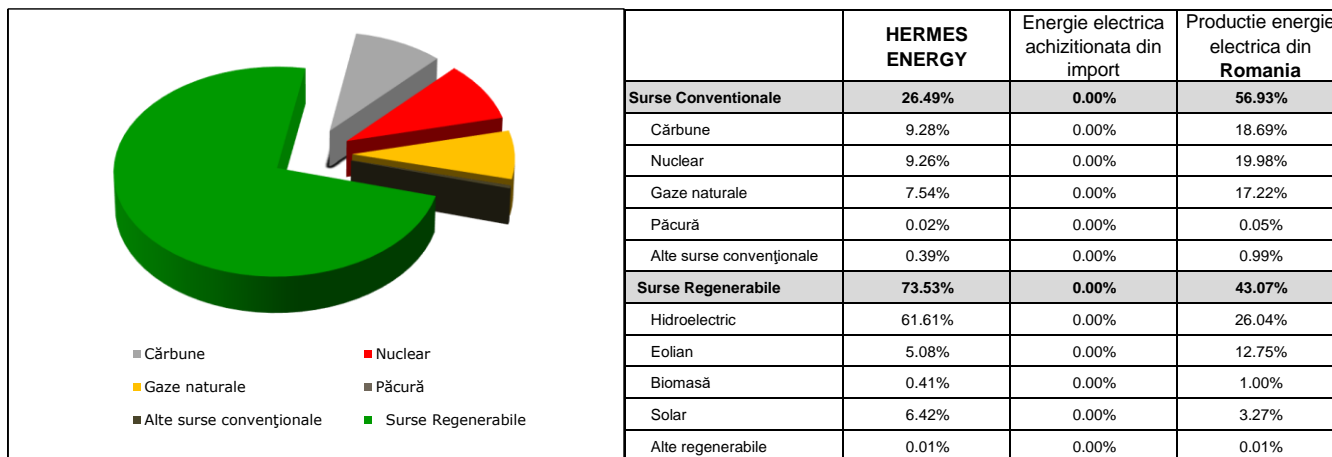 Cărbune
Nuclear
Gaze naturale
Păcură
Alte surse convenționale
Surse Regenerabile
HERMES
ENERGY
Energie electrica
achizitionata din
import
Productie energie
electrica din
Romania
Surse Conventionale 26.49% 0.00% 56.93%
Cărbune 9.28% 0.00% 18.69%
Nuclear 9.26% 0.00% 19.98%
Gaze naturale 7.54% 0.00% 17.22%
Păcură 0.02% 0.00% 0.05%
Alte surse convenţionale 0.39% 0.00% 0.99%
Surse Regenerabile 73.53% 0.00% 43.07%
Hidroelectric 61.61% 0.00% 26.04%
Eolian 5.08% 0.00% 12.75%
Biomasă 0.41% 0.00% 1.00%
Solar 6.42% 0.00% 3.27%
Alte regenerabile 0.01% 0.00% 0.01%